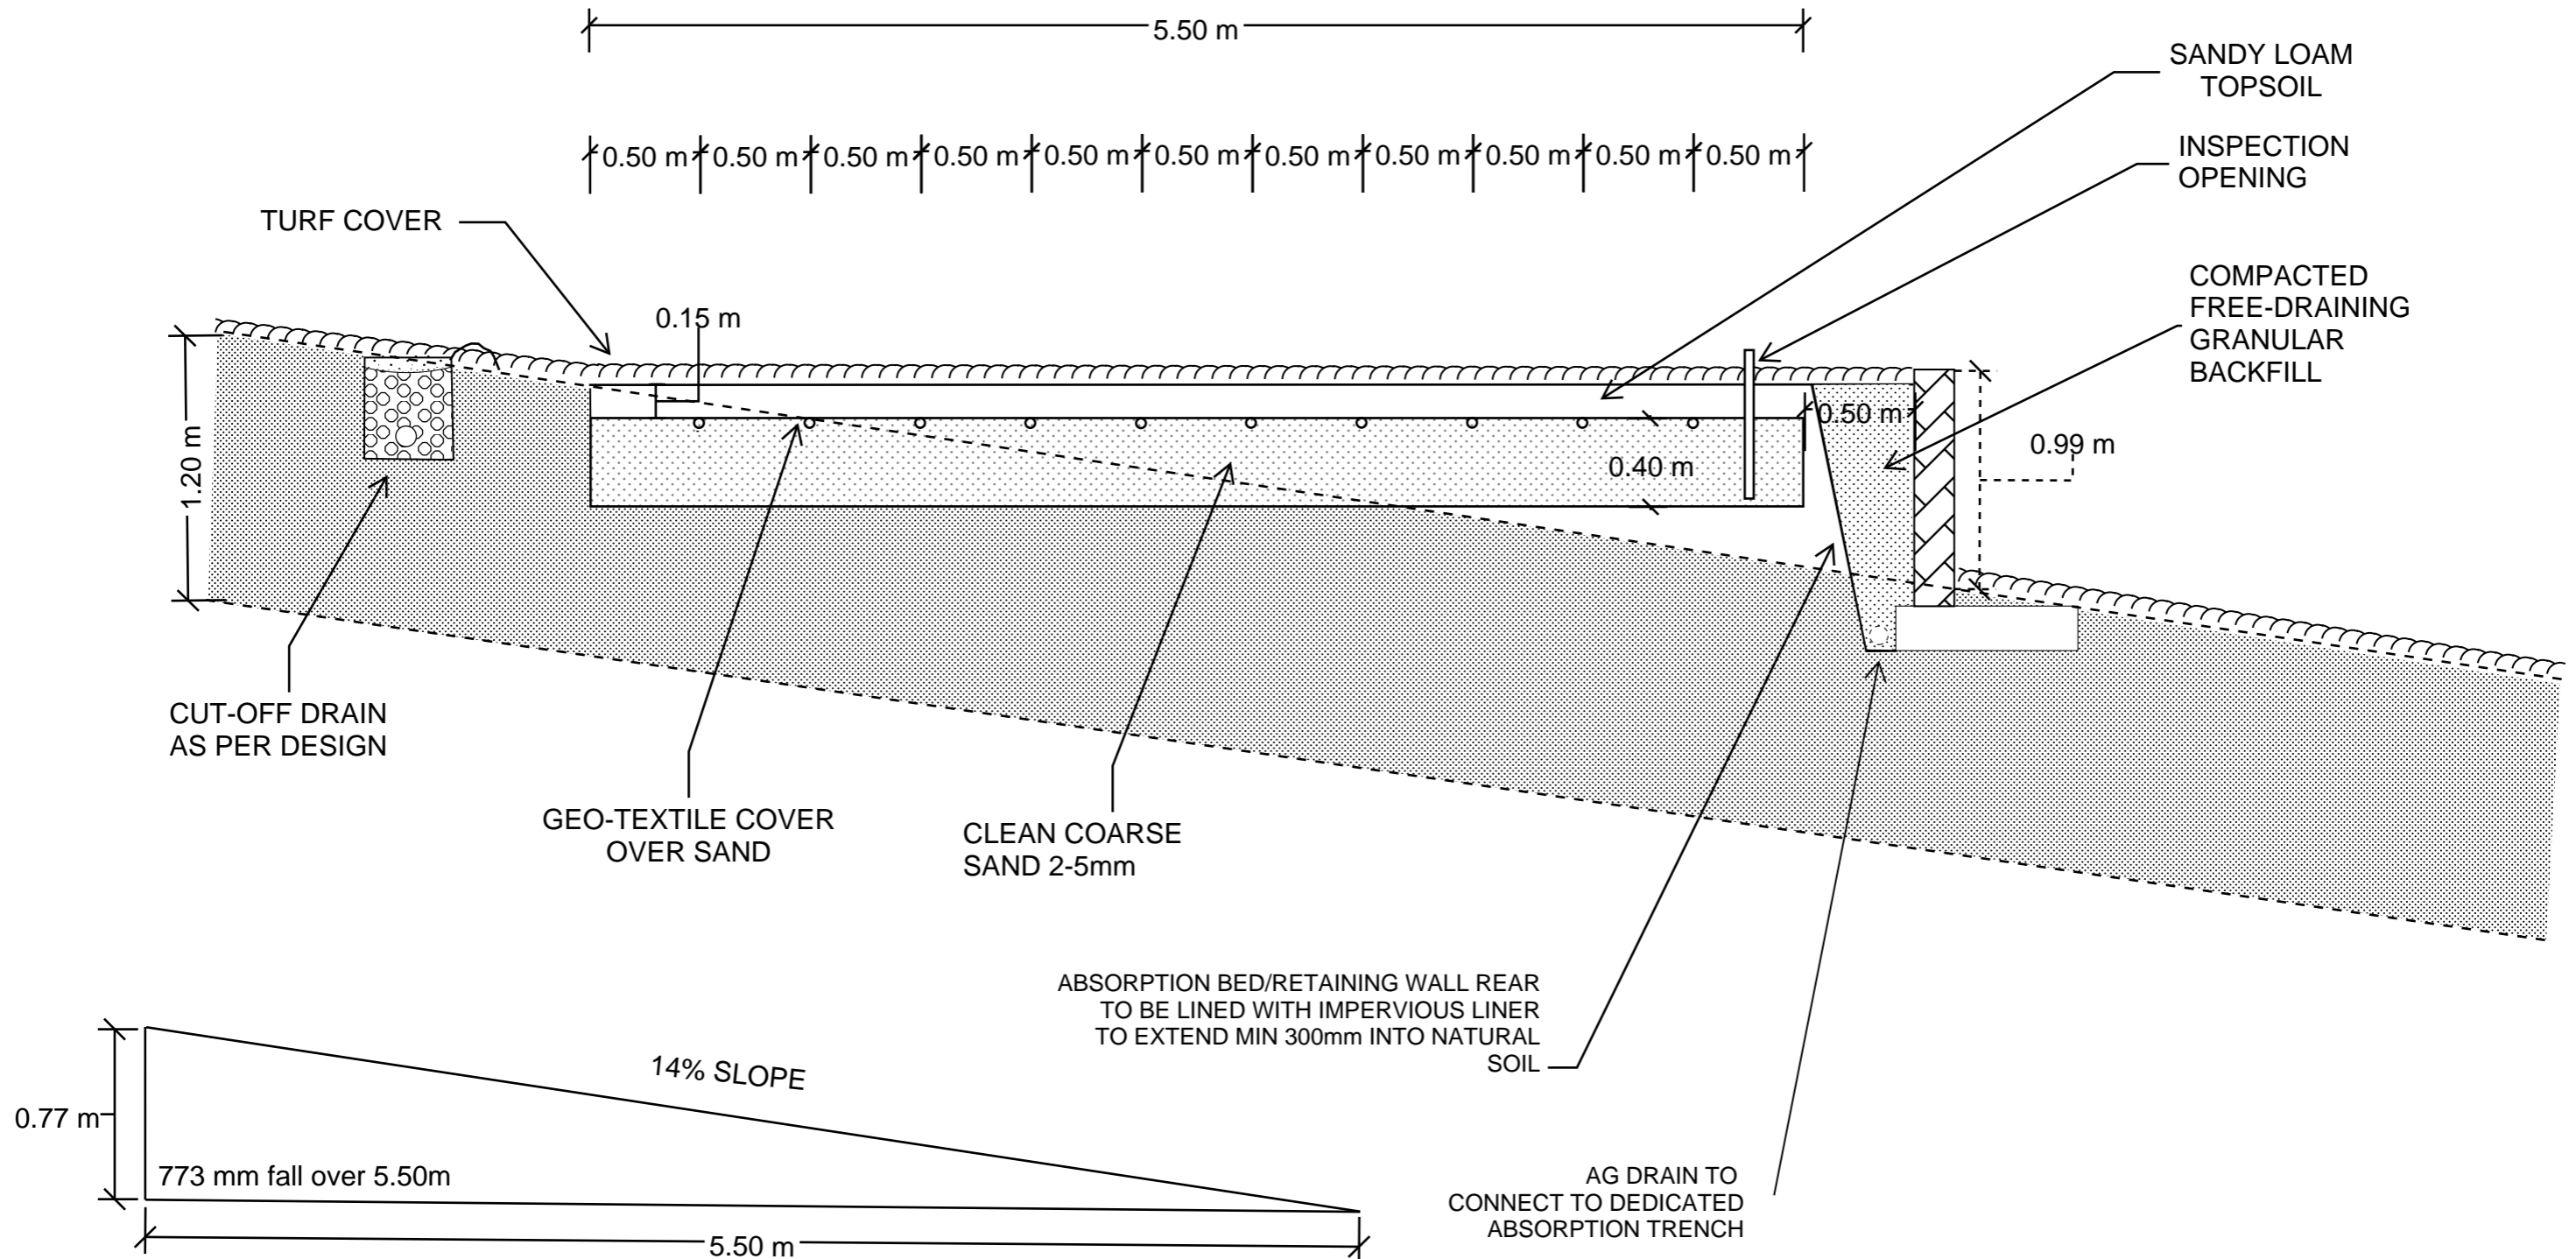 5.50 m
SANDY LOAM
TOPSOIL
0.50 m 0.50 m 0.50 m 0.50 m 0.50 m 0.50 m 0.50 m 0.50 m 0.50 m 0.50 m 0.50 m
INSPECTION
OPENING
TURF COVER
COMPACTED
FREE-DRAINING
GRANULAR
BACKFILL
0.15 m
0.50 m
0.99 m
0.40 m
1.20 m
CUT-OFF DRAIN
AS PER DESIGN
GEO-TEXTILE COVER
OVER SAND
CLEAN COARSE
SAND 2-5mm
ABSORPTION BED/RETAINING WALL REAR
TO BE LINED WITH IMPERVIOUS LINER
TO EXTEND MIN 300mm INTO NATURAL
SOIL
14% SLOPE
0.77 m
773 mm fall over 5.50m
5.50 m
AG DRAIN TO
CONNECT TO DEDICATED
ABSORPTION TRENCH